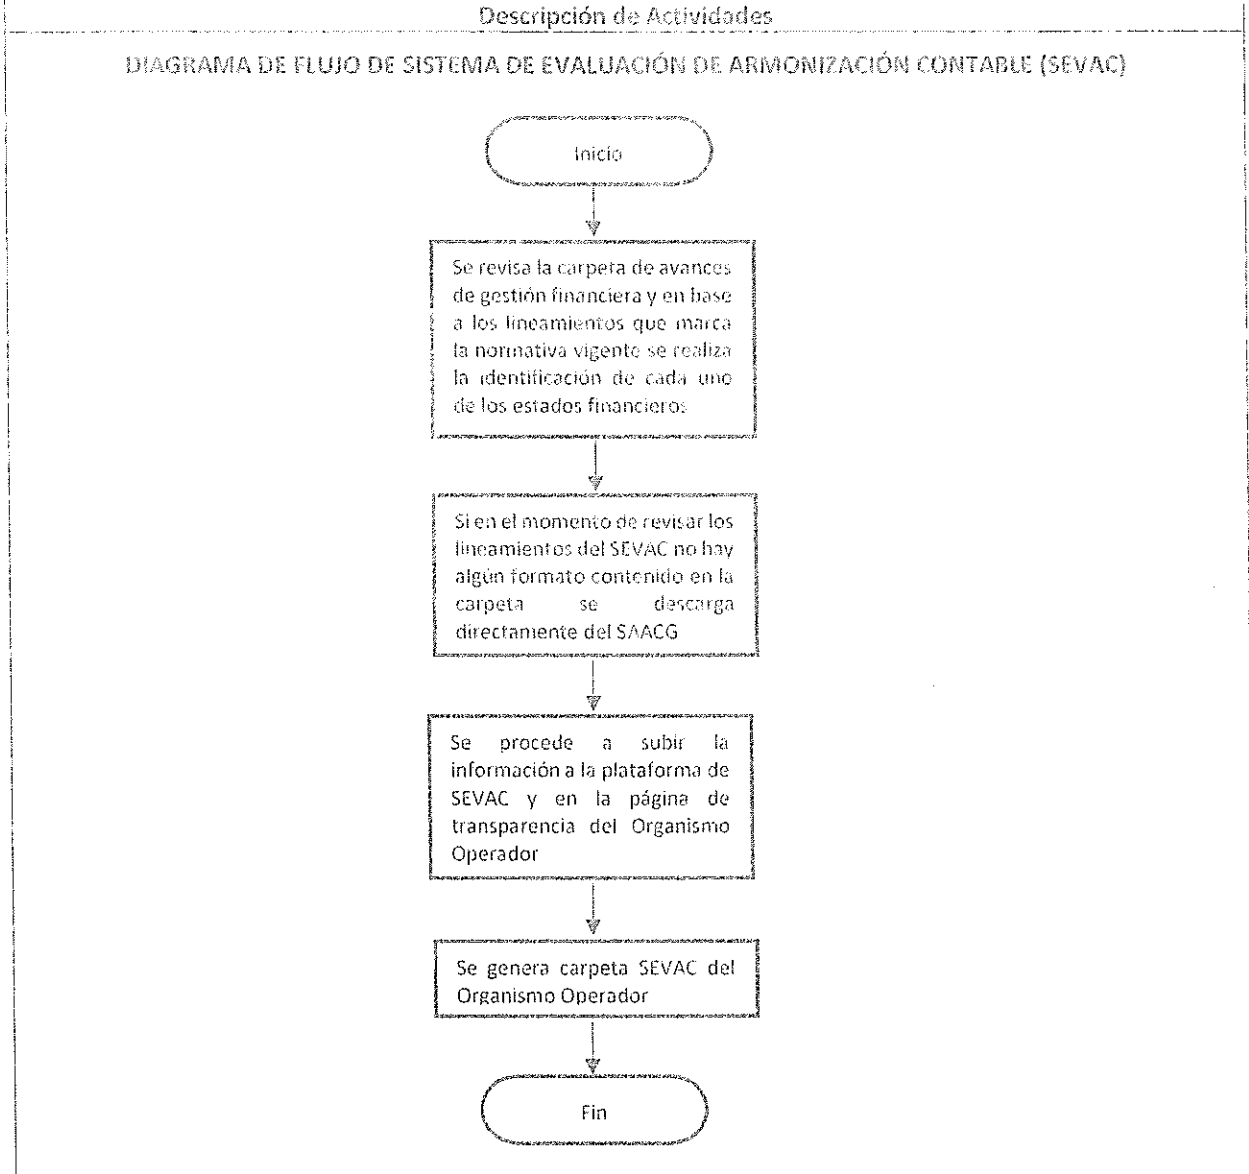 Descripción de Actividades
DIAGRAMA DE FLUJO DE SISTEMA DE EVALUACIÓN DE ARMONIZACIÓN CONTABLE (SEVAC)
Inicio
Se revisa la carpeta de avances
de gestión financiera y en base
a los lineamientos que marca
la normativa vigente se realiza
la identificación de cada uno
de los estados financieros
Si en el momento de revisar los
lineamientos del SEVAC no hay
algún formato contenido en la
carpeta se descarga
directamente del SAACG
Se procede a subir la
información a la plataforma de
SEVAC y en la página de
transparencia del Organismo
Operador
Se genera carpeta SEVAC del
Organismo Operador
Fin